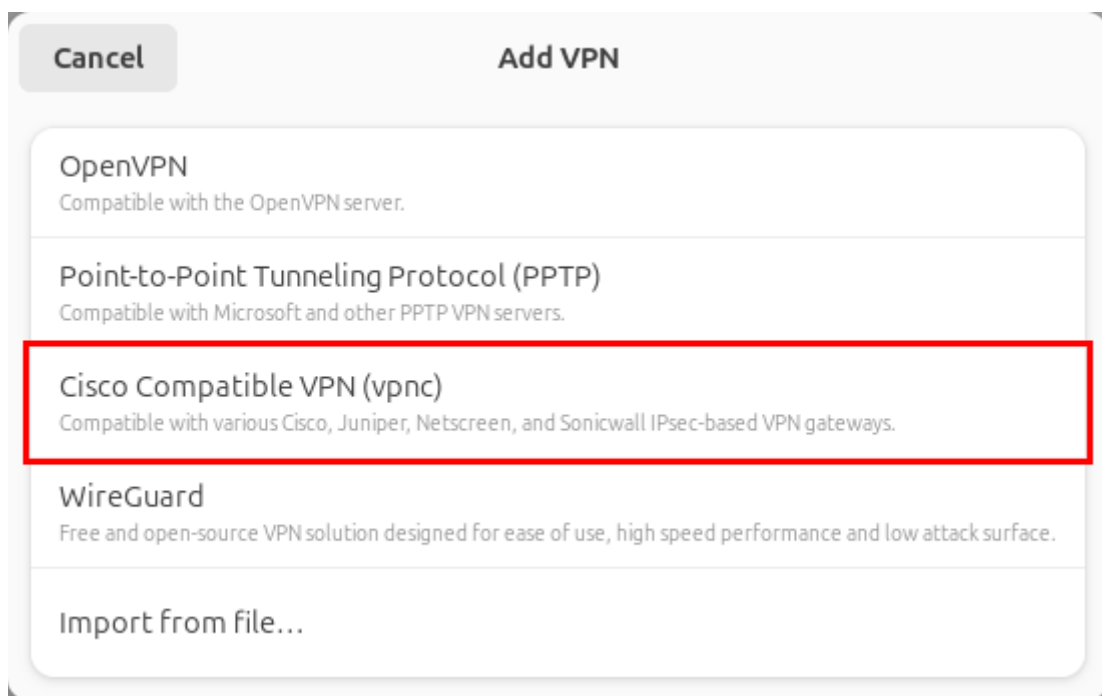 Cancel
Add VPN
OpenVPN
Compatible with the OpenVPN server.
Point-to-Point Tunneling Protocol (PPTP)
Compatible with Microsoft and other PPTP VPN servers.
Cisco Compatible VPN (vpnc)
Compatible with various Cisco, Juniper, Netscreen, and Sonicwall IPsec-based VPN gateways.
WireGuard
Free and open-source VPN solution designed for ease of use, high speed performance and low attack surface.
Import from file…